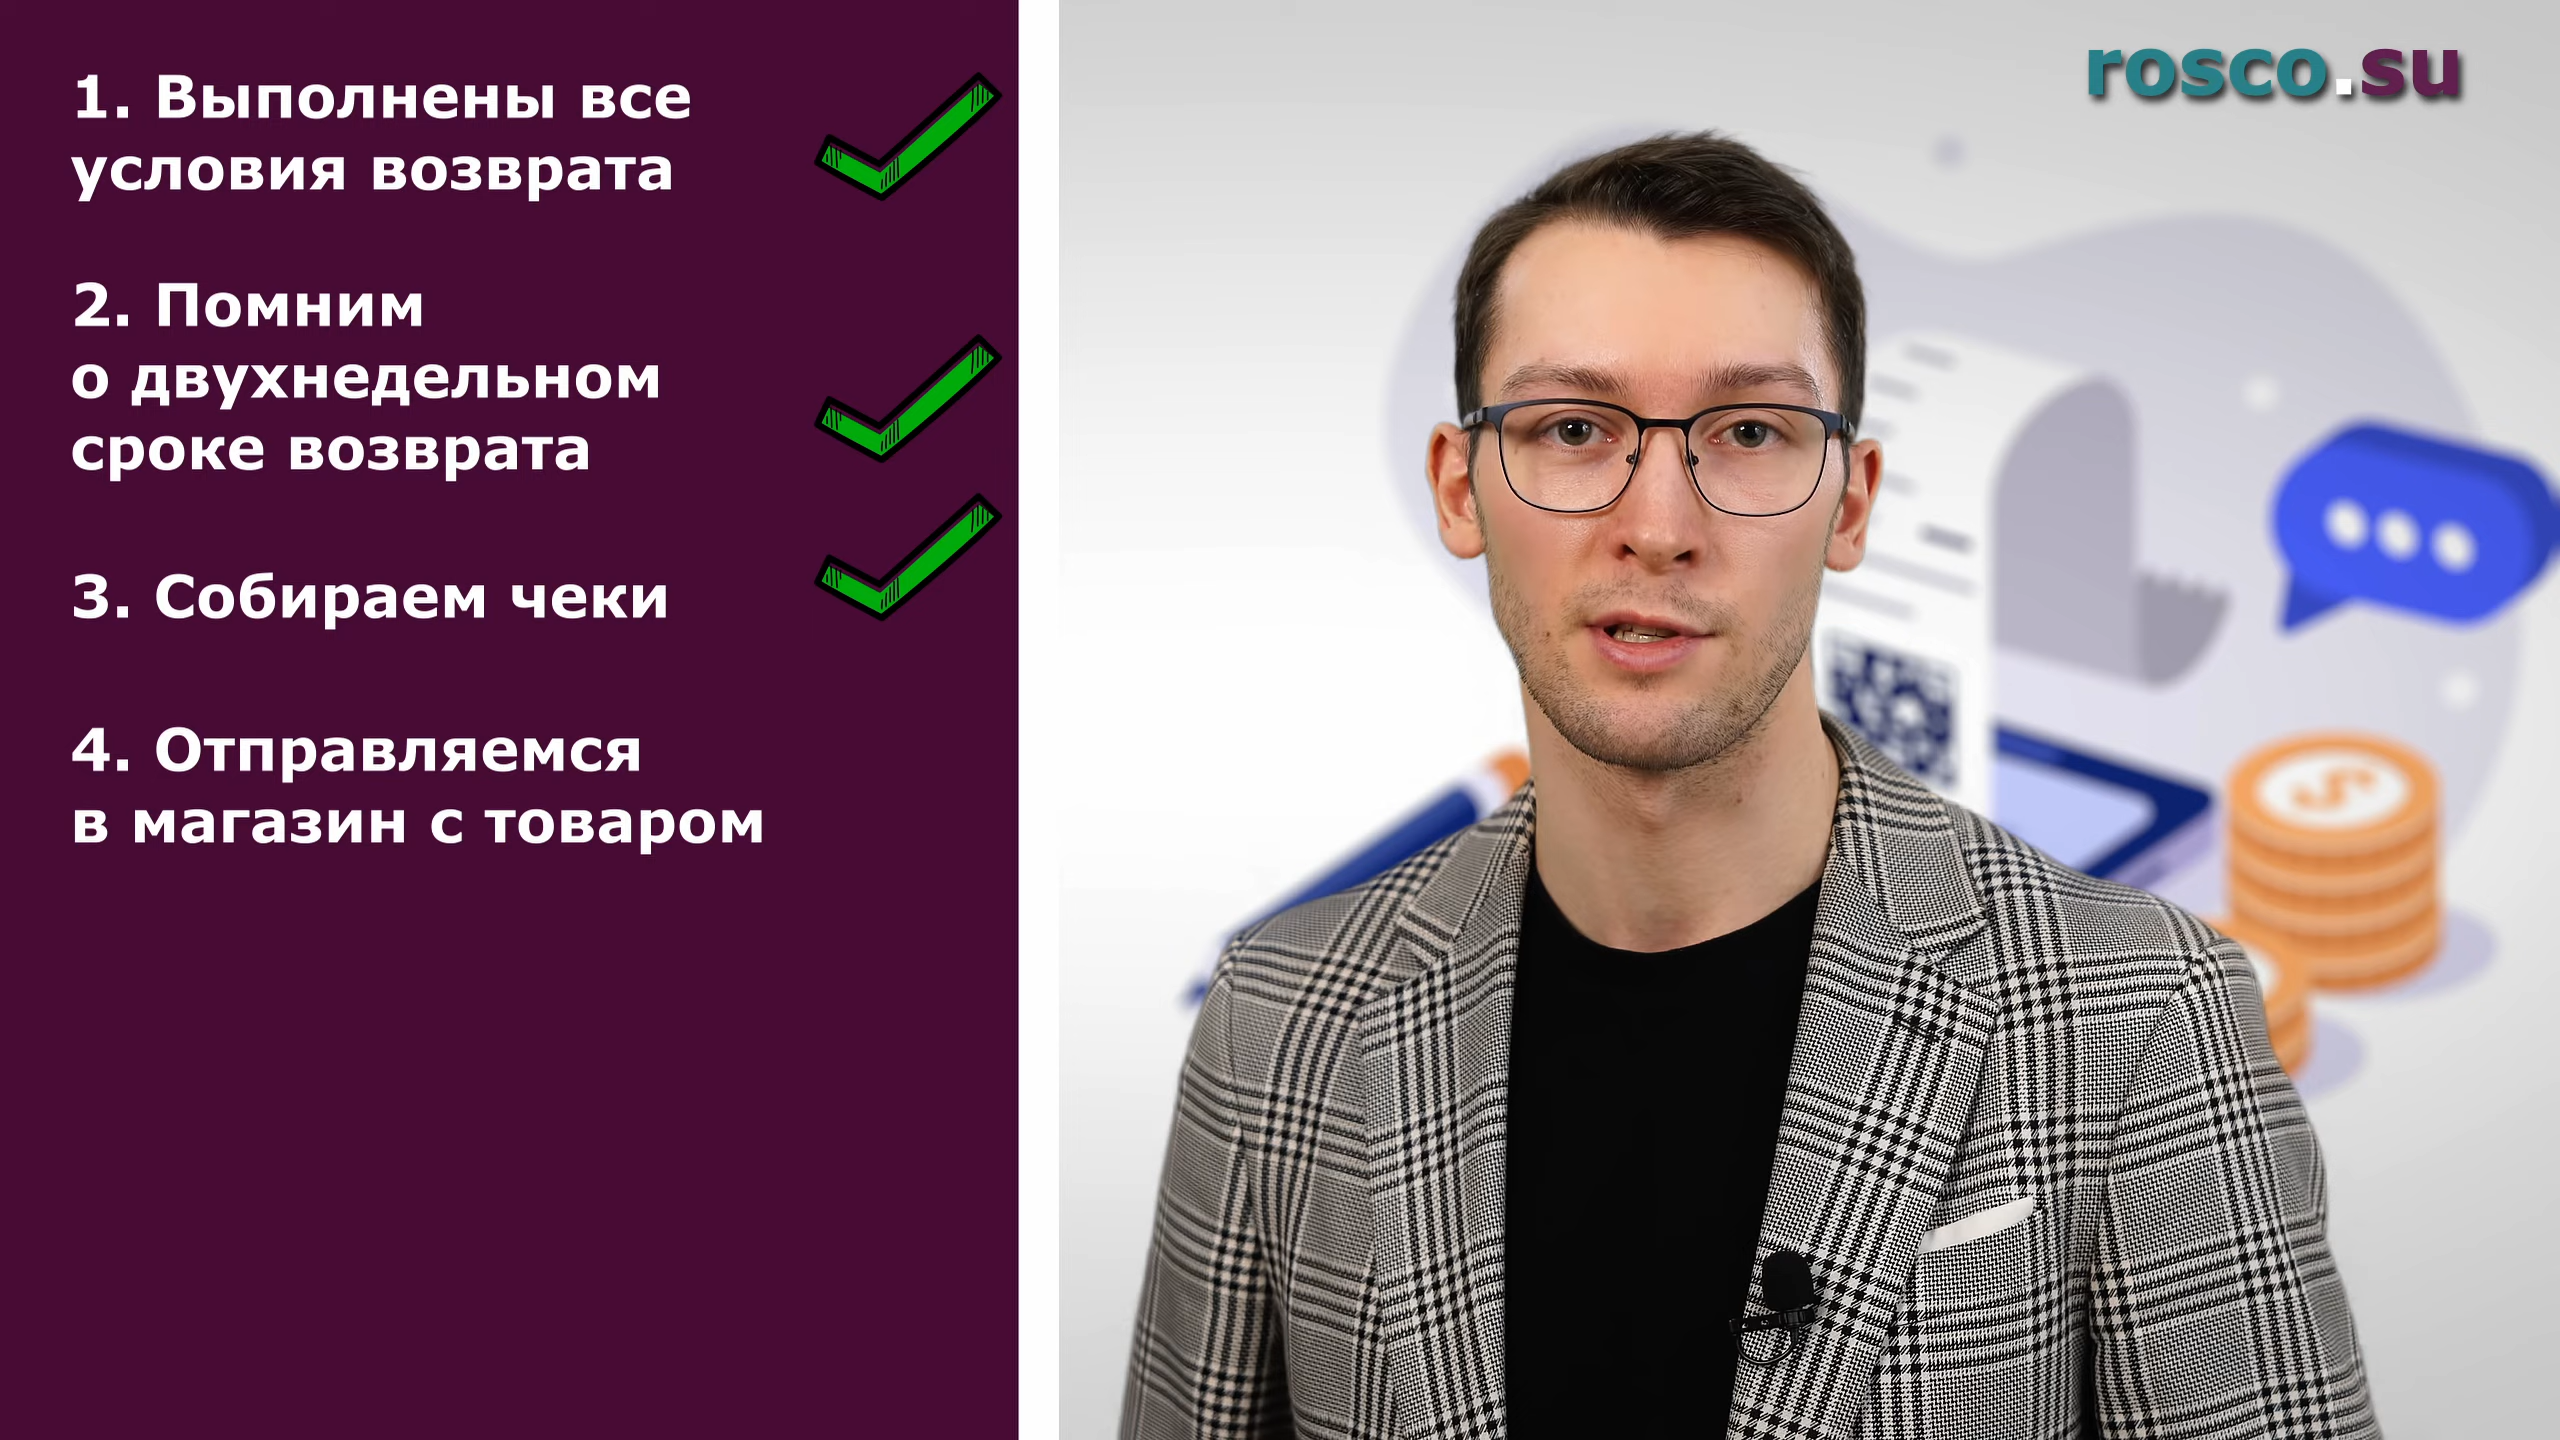 1. Выполнены все
условия возврата
2. Помним
о двухнедельном
сроке возврата
3. Собираем чеки
4. Отправляемся
в магазин с товаром
rosco.su